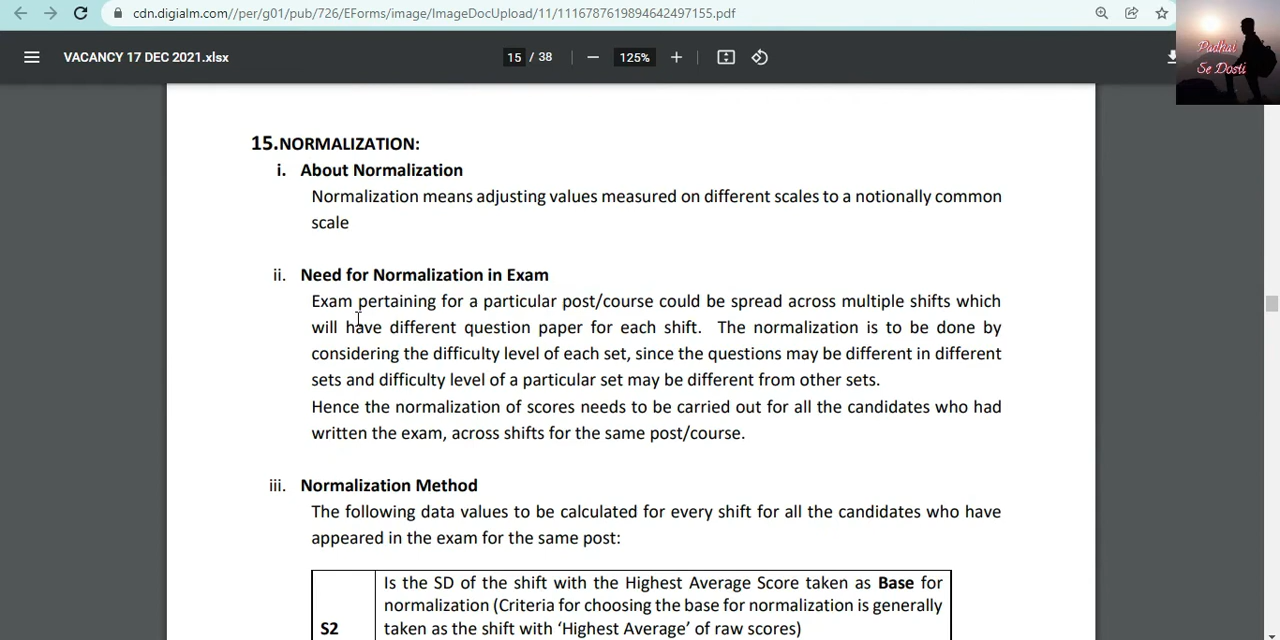 cdn.digialm.com//per/g01/pub/726/EForms/image/ImageDocUpload/11/1116787619894642497155.pdf
VACANCY 17 DEC 2021.xlsx
15 / 38
125%
Padhai
Se Dosti
15.NORMALIZATION:
i. About Normalization
Normalization means adjusting values measured on different scales to a notionally common
scale
ii. Need for Normalization in Exam
Exam pertaining for a particular post/course could be spread across multiple shifts which
will have different question paper for each shift. The normalization is to be done by
considering the difficulty level of each set, since the questions may be different in different
sets and difficulty level of a particular set may be different from other sets.
Hence the normalization of scores needs to be carried out for all the candidates who had
written the exam, across shifts for the same post/course.
iii. Normalization Method
The following data values to be calculated for every shift for all the candidates who have
appeared in the exam for the same post:
Is the SD of the shift with the Highest Average Score taken as Base for
normalization (Criteria for choosing the base for normalization is generally
S2 taken as the shift with ‘Highest Average’ of raw scores)